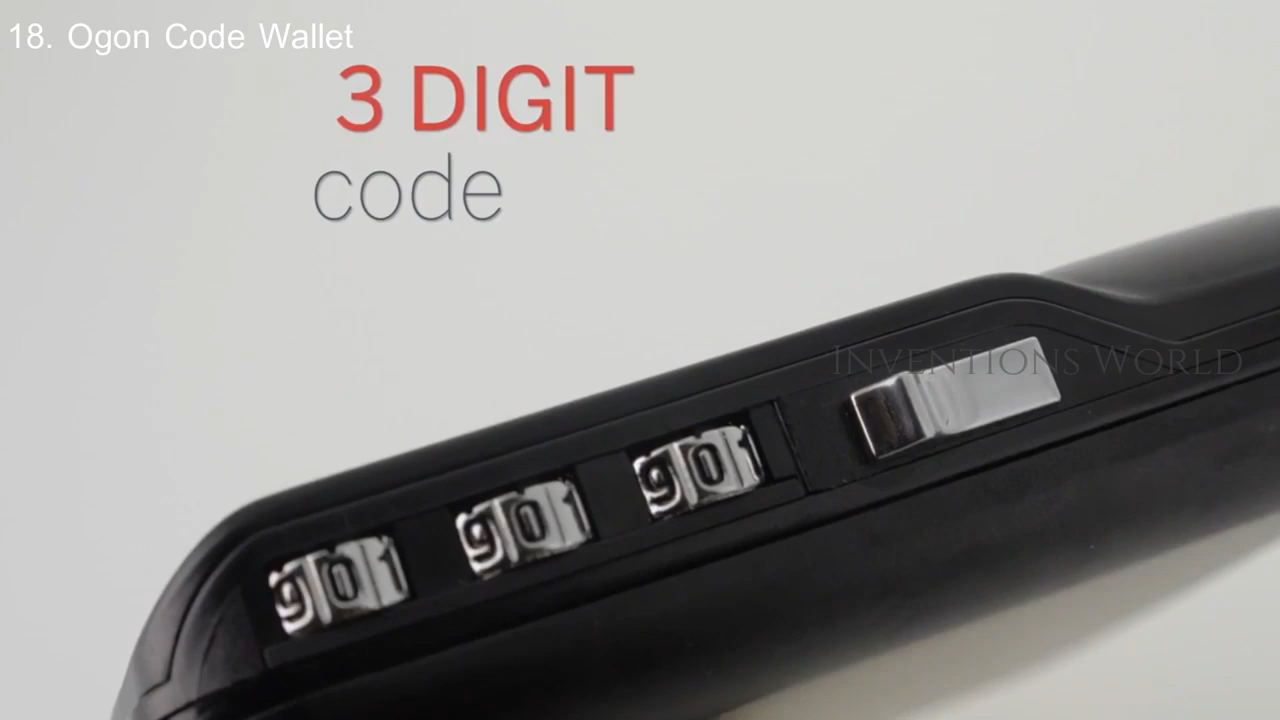 18. Ogon Code Wallet
3 DIGIT
code
INVENTIONS WORLD
901
901
901